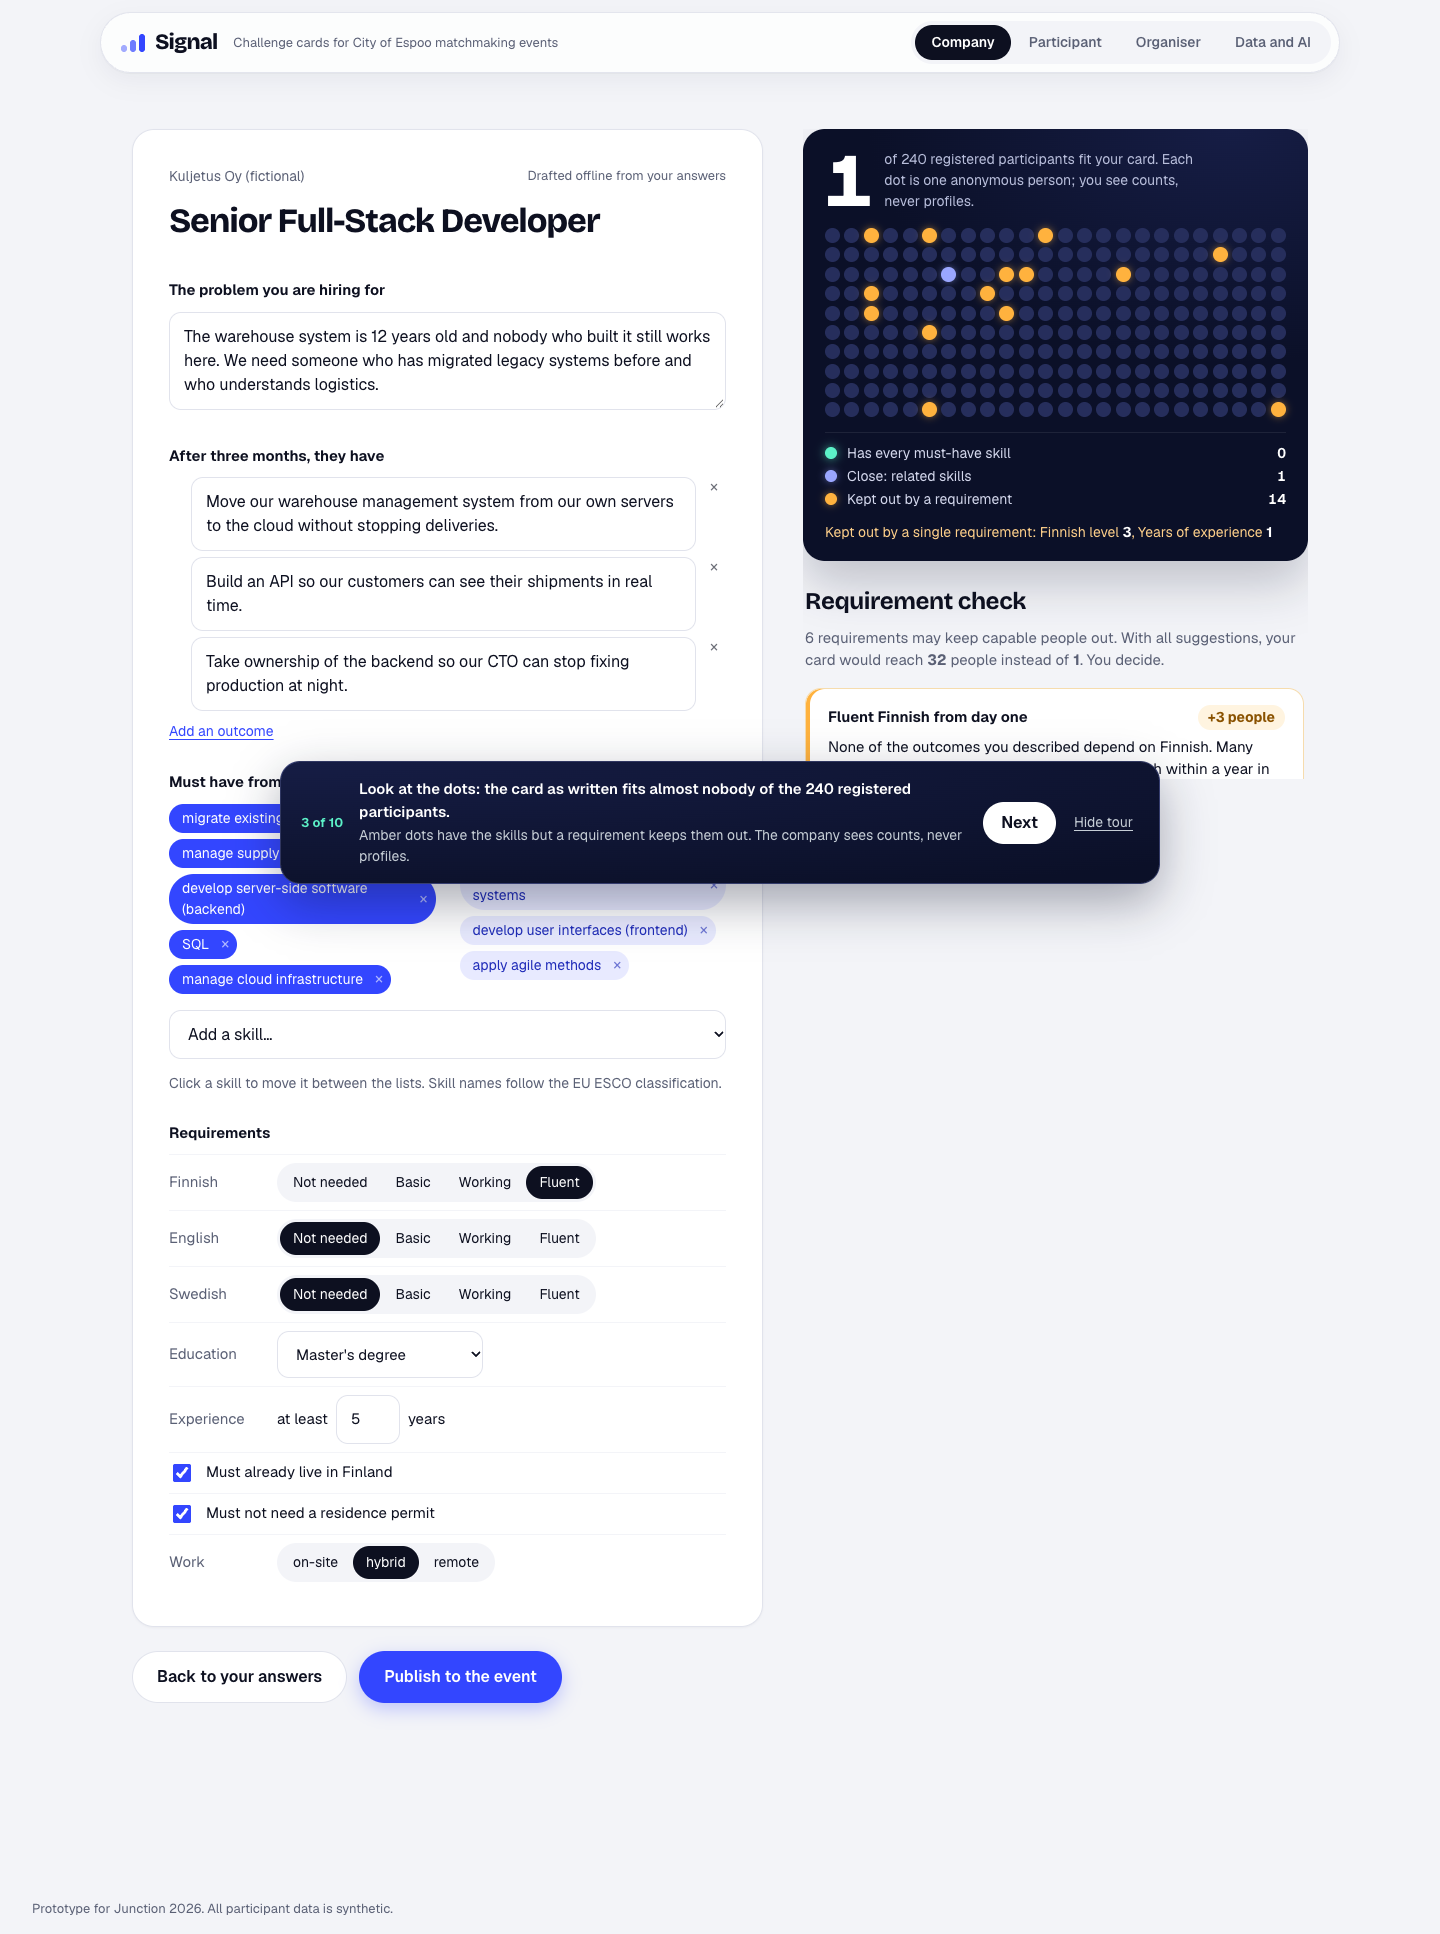 Signal
Challenge cards for City of Espoo matchmaking events
Company
Participant
Organiser
Data and AI
Kuljetus Oy (fictional)
Drafted offline from your answers
Senior Full-Stack Developer
The problem you are hiring for
The warehouse system is 12 years old and nobody who built it still works
here. We need someone who has migrated legacy systems before and
who understands logistics.
After three months, they have
Move our warehouse management system from our own servers
to the cloud without stopping deliveries.
×
Build an API so our customers can see their shipments in real
time.
×
Take ownership of the backend so our CTO can stop fixing
production at night.
×
Add an outcome
Must have from
migrate existing
manage supply
develop server-side software
(backend)
×
SQL ×
manage cloud infrastructure ×
systems
×
develop user interfaces (frontend) ×
apply agile methods ×
Add a skill...
Click a skill to move it between the lists. Skill names follow the EU ESCO classification.
Requirements
Finnish Not needed Basic Working Fluent
English Not needed Basic Working Fluent
Swedish Not needed Basic Working Fluent
Education Master's degree
Experience at least 5 years
Must already live in Finland
Must not need a residence permit
Work on-site hybrid remote
Back to your answers
Publish to the event
1
of 240 registered participants fit your card. Each
dot is one anonymous person; you see counts,
never profiles.
Has every must-have skill 0
Close: related skills 1
Kept out by a requirement 14
Kept out by a single requirement: Finnish level 3, Years of experience 1
Requirement check
6 requirements may keep capable people out. With all suggestions, your
card would reach 32 people instead of 1. You decide.
Fluent Finnish from day one
+3 people
None of the outcomes you described depend on Finnish. Many
within a year in
3 of 10
Look at the dots: the card as written fits almost nobody of the 240 registered
participants.
Amber dots have the skills but a requirement keeps them out. The company sees counts, never
profiles.
Next
Hide tour
Prototype for Junction 2026. All participant data is synthetic.